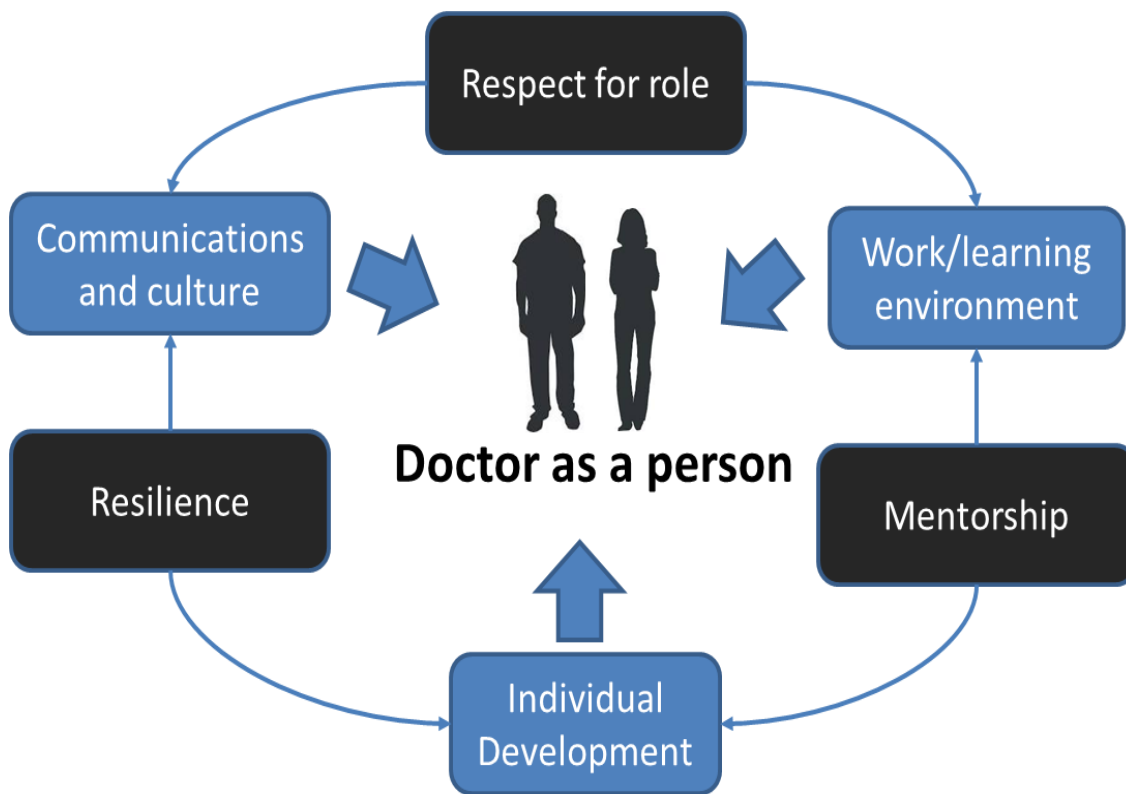 Respect for role
Communications
and culture
Work/learning
environment
Doctor as a person
Resilience
Mentorship
Individual
Development